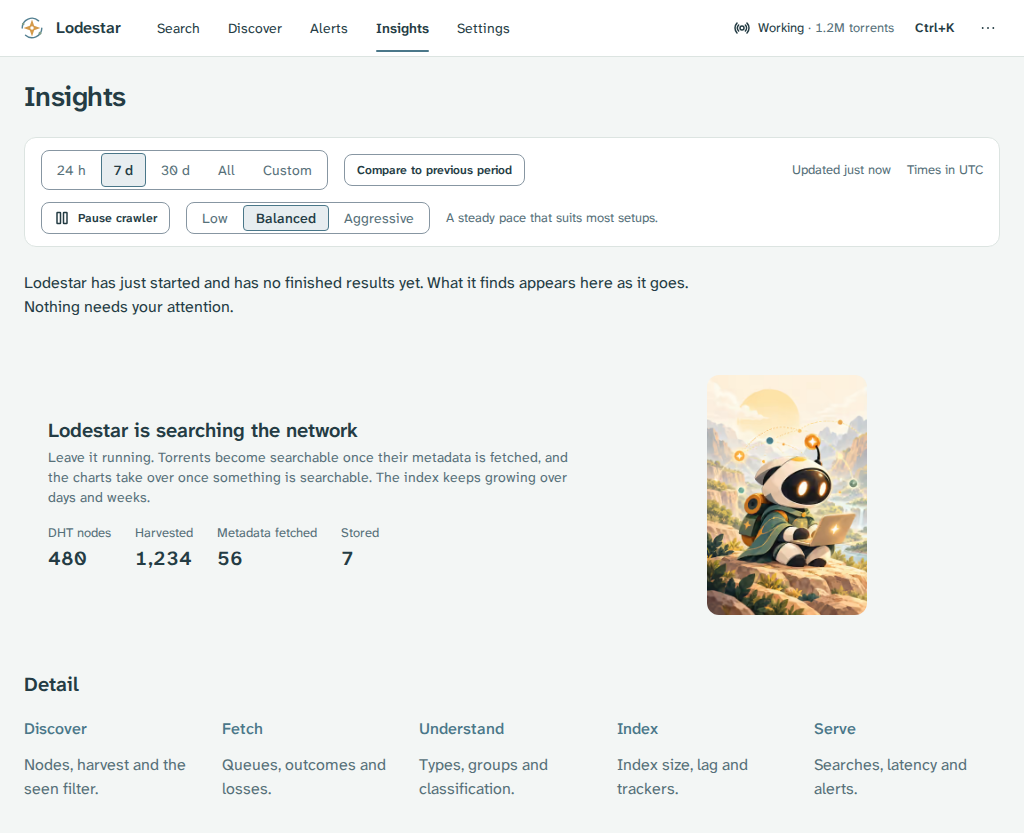 Lodestar
Search
Discover
Alerts
Insights
Settings
Working · 1.2M torrents
Ctrl+K
···
Insights
24 h
7 d
30 d
All
Custom
Compare to previous period
Updated just now
Times in UTC
Pause crawler
Low
Balanced
Aggressive
A steady pace that suits most setups.
Lodestar has just started and has no finished results yet. What it finds appears here as it goes.
Nothing needs your attention.
Lodestar is searching the network
Leave it running. Torrents become searchable once their metadata is fetched, and
the charts take over once something is searchable. The index keeps growing over
days and weeks.
DHT nodes
480
Harvested
1,234
Metadata fetched
56
Stored
7
Detail
Discover
Nodes, harvest and the
seen filter.
Fetch
Queues, outcomes and
losses.
Understand
Types, groups and
classification.
Index
Index size, lag and
trackers.
Serve
Searches, latency and
alerts.